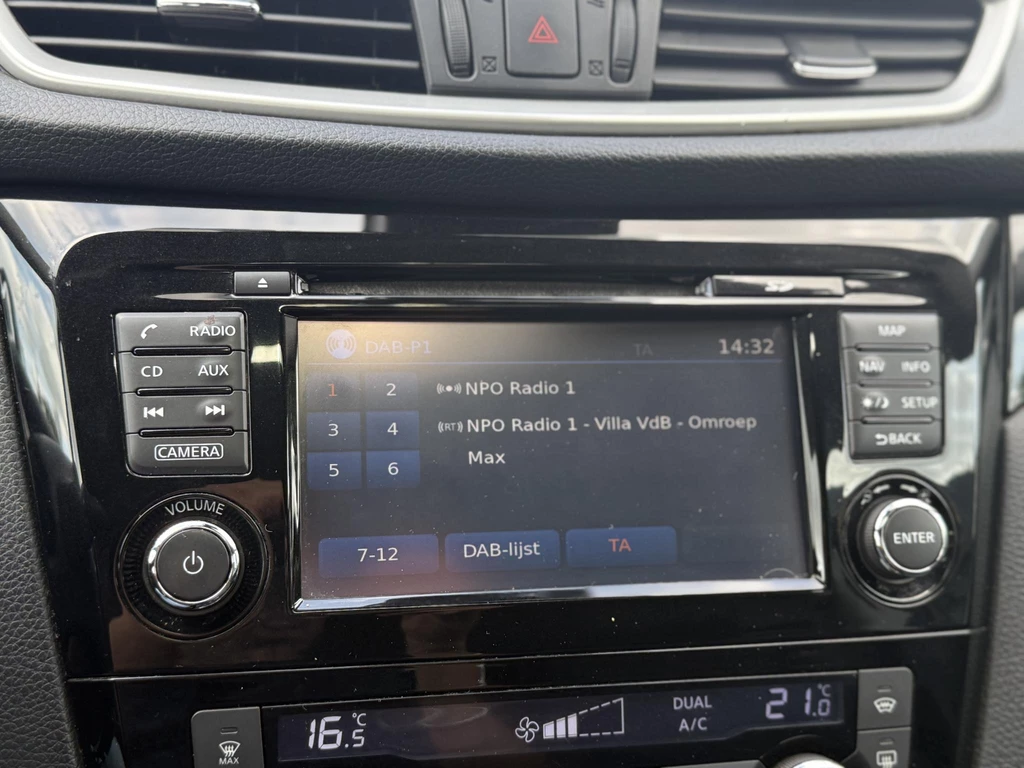 RADIO
CD AUX
CAMERA
VOLUME
DAB-P1 TA 14:32
1 2 NPO Radio 1
3 4 (RT) NPO Radio 1 - Villa VdB - Omroep
Max
5 6
7-12 DAB-lijst TA
SD
MAP
NAV INFO
SETUP
BACK
ENTER
MAX
16.5 °C
DUAL
A/C
21.0 °C